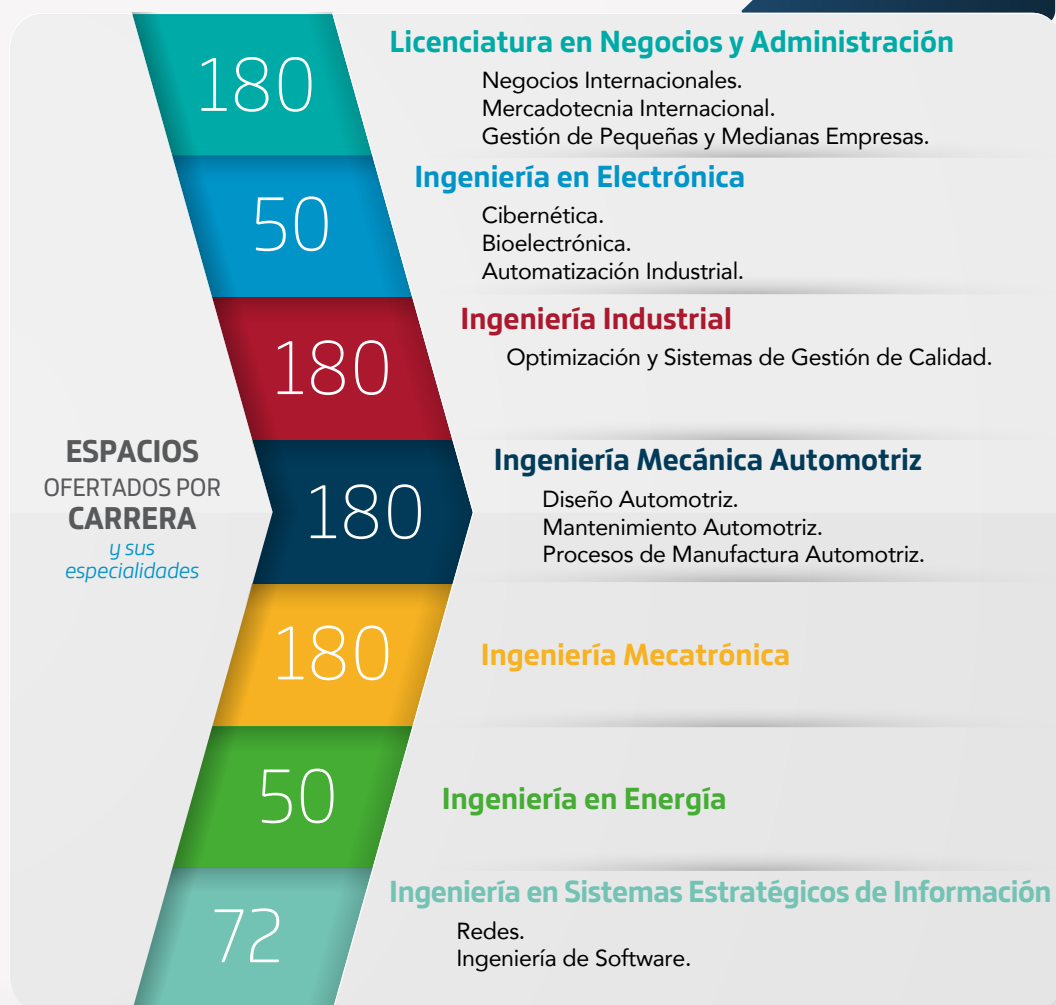 ESPACIOS
OFERTADOS POR
CARRERA
y sus
especialidades
180
Licenciatura en Negocios y Administración
Negocios Internacionales.
Mercadotecnia Internacional.
Gestión de Pequeñas y Medianas Empresas.
50
Ingeniería en Electrónica
Cibernética.
Bioelectrónica.
Automatización Industrial.
180
Ingeniería Industrial
Optimización y Sistemas de Gestión de Calidad.
180
Ingeniería Mecánica Automotriz
Diseño Automotriz.
Mantenimiento Automotriz.
Procesos de Manufactura Automotriz.
180
Ingeniería Mecatrónica
50
Ingeniería en Energía
72
Ingeniería en Sistemas Estratégicos de Información
Redes.
Ingeniería de Software.